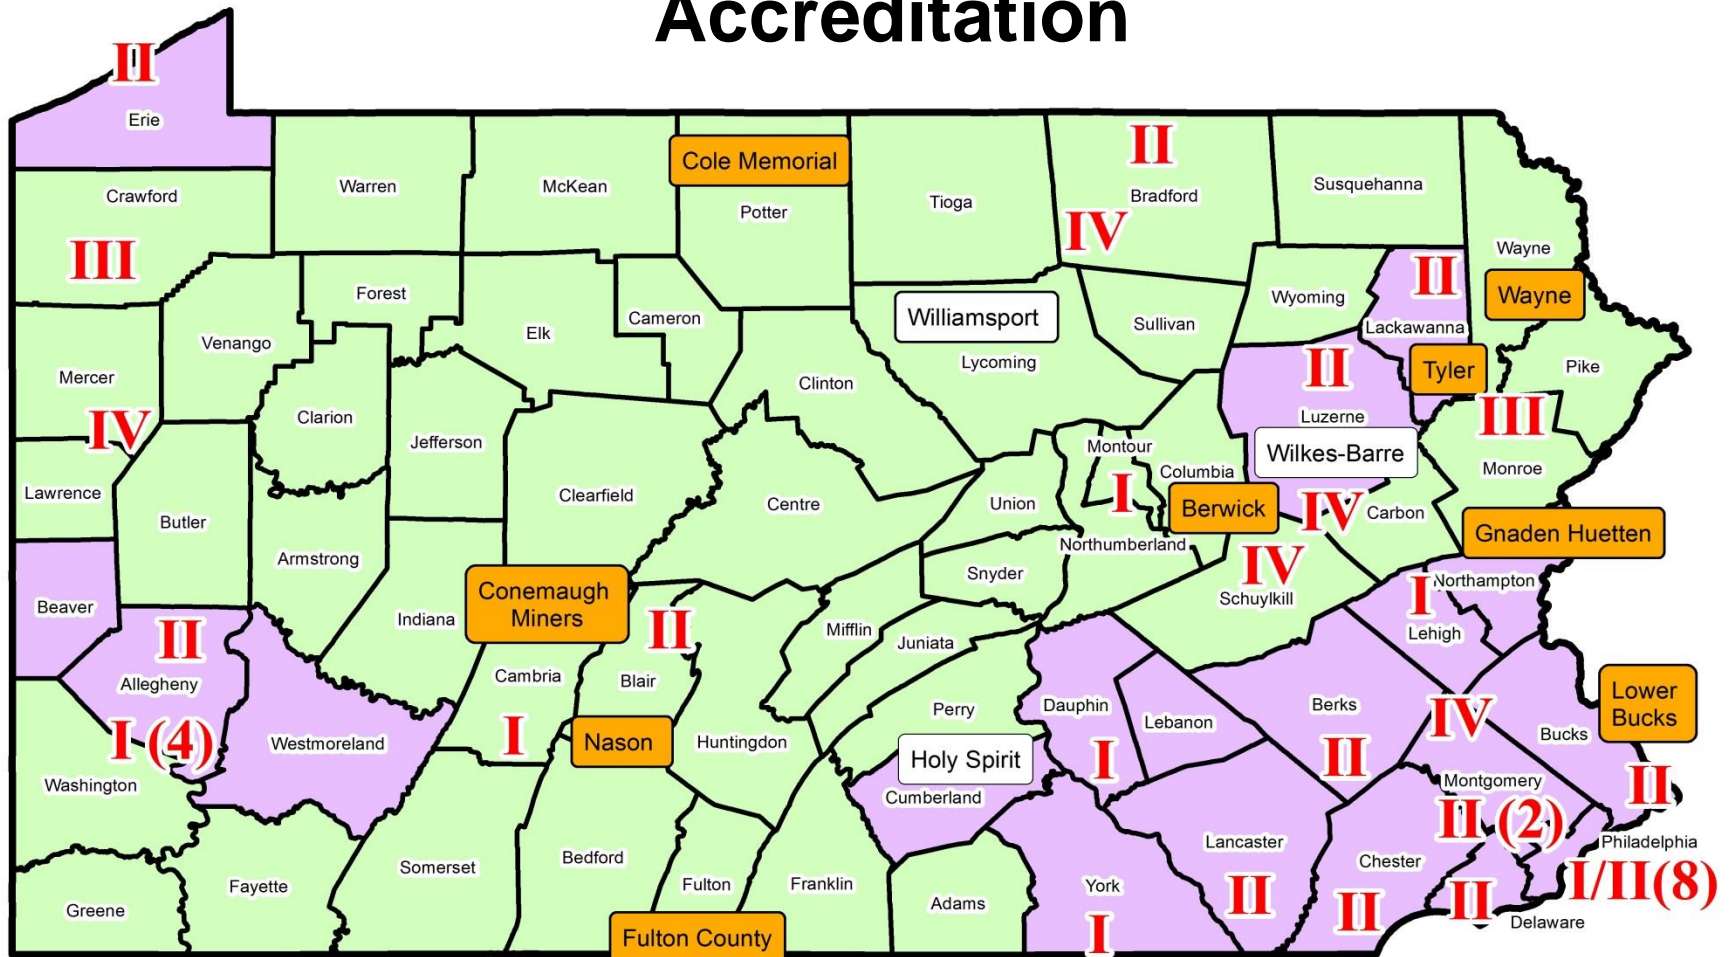 Accreditation
II
Erie
Crawford
III
Warren
McKean
Cole Memorial
Potter
Tioga
II
Bradford
IV
Susquehanna
Wayne
Wayne
Forest
Venango
Elk
Cameron
Williamsport
Lycoming
Sullivan
Wyoming
II
Lackawanna
Tyler
Pike
Mercer
IV
Clarion
Jefferson
Clinton
II
Luzerne
Wilkes-Barre
III
Monroe
Lawrence
Butler
Armstrong
Clearfield
Centre
Union
Montour
I
Columbia
Berwick
IV
Carbon
Gnaden Huetten
Northumberland
Snyder
IV
Schuylkill
Northampton
I
Lehigh
Beaver
II
Allegheny
I (4)
Indiana
Conemaugh
Miners
Cambria
I
II
Blair
Nason
Huntingdon
Mifflin
Juniata
Perry
Holy Spirit
Cumberland
Dauphin
I
Lebanon
Berks
II
IV
Bucks
Lower
Bucks
II
Montgomery
II (2)
Philadelphia
I/II(8)
Washington
Westmoreland
Greene
Fayette
Somerset
Bedford
Fulton
Fulton County
Franklin
Adams
York
I
Lancaster
II
Chester
II
II
Delaware